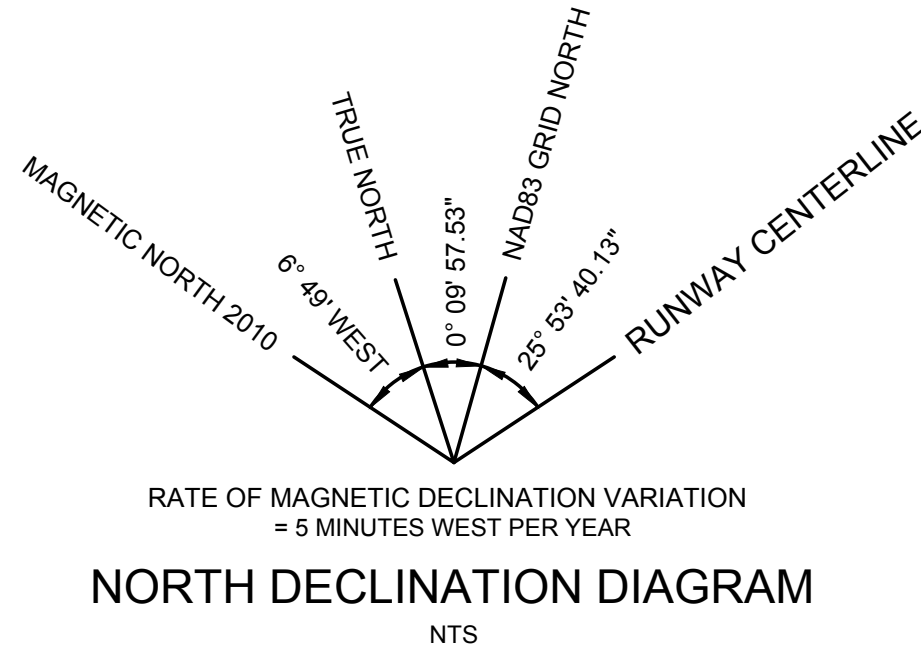 MAGNETIC NORTH 2010
TRUE NORTH
NAD83 GRID NORTH
RUNWAY CENTERLINE
6° 49' WEST
0° 09' 57.53"
25° 53' 40.13"
RATE OF MAGNETIC DECLINATION VARIATION
= 5 MINUTES WEST PER YEAR
NORTH DECLINATION DIAGRAM
NTS